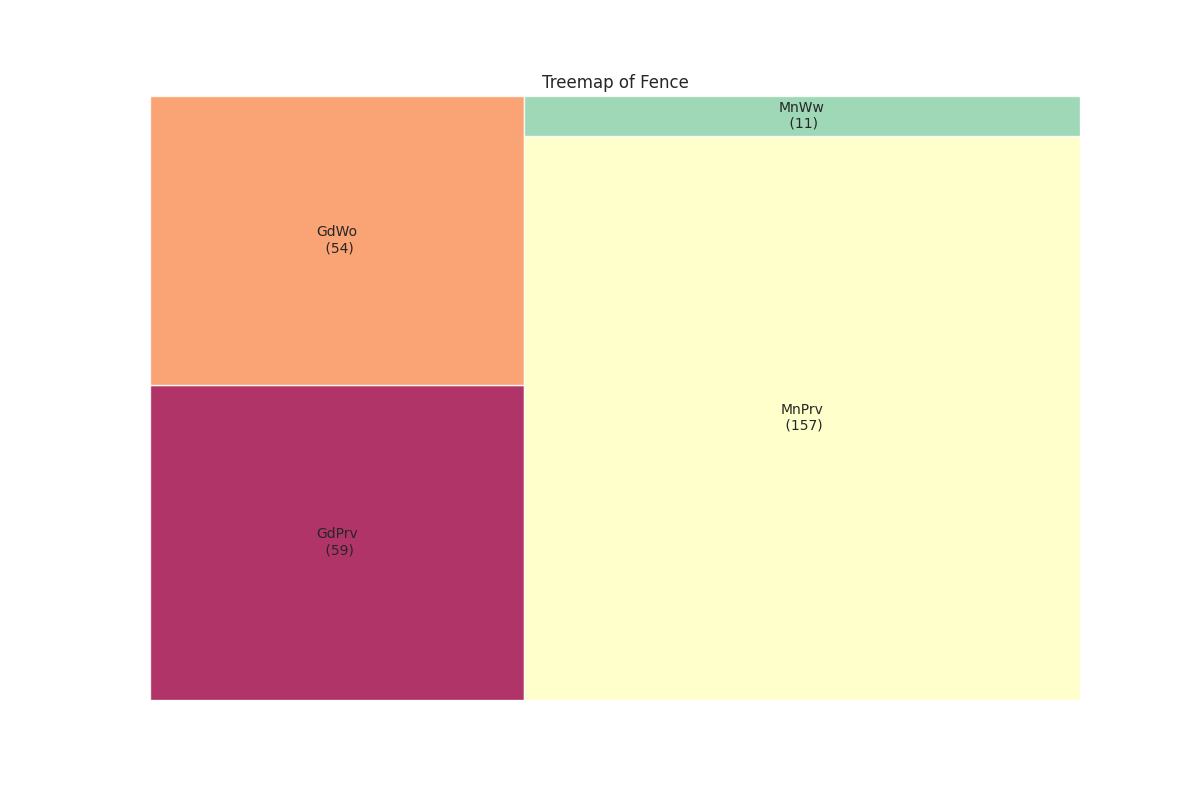 Treemap of Fence
MnWw
(11)
GdWo
(54)
MnPrv
(157)
GdPrv
(59)